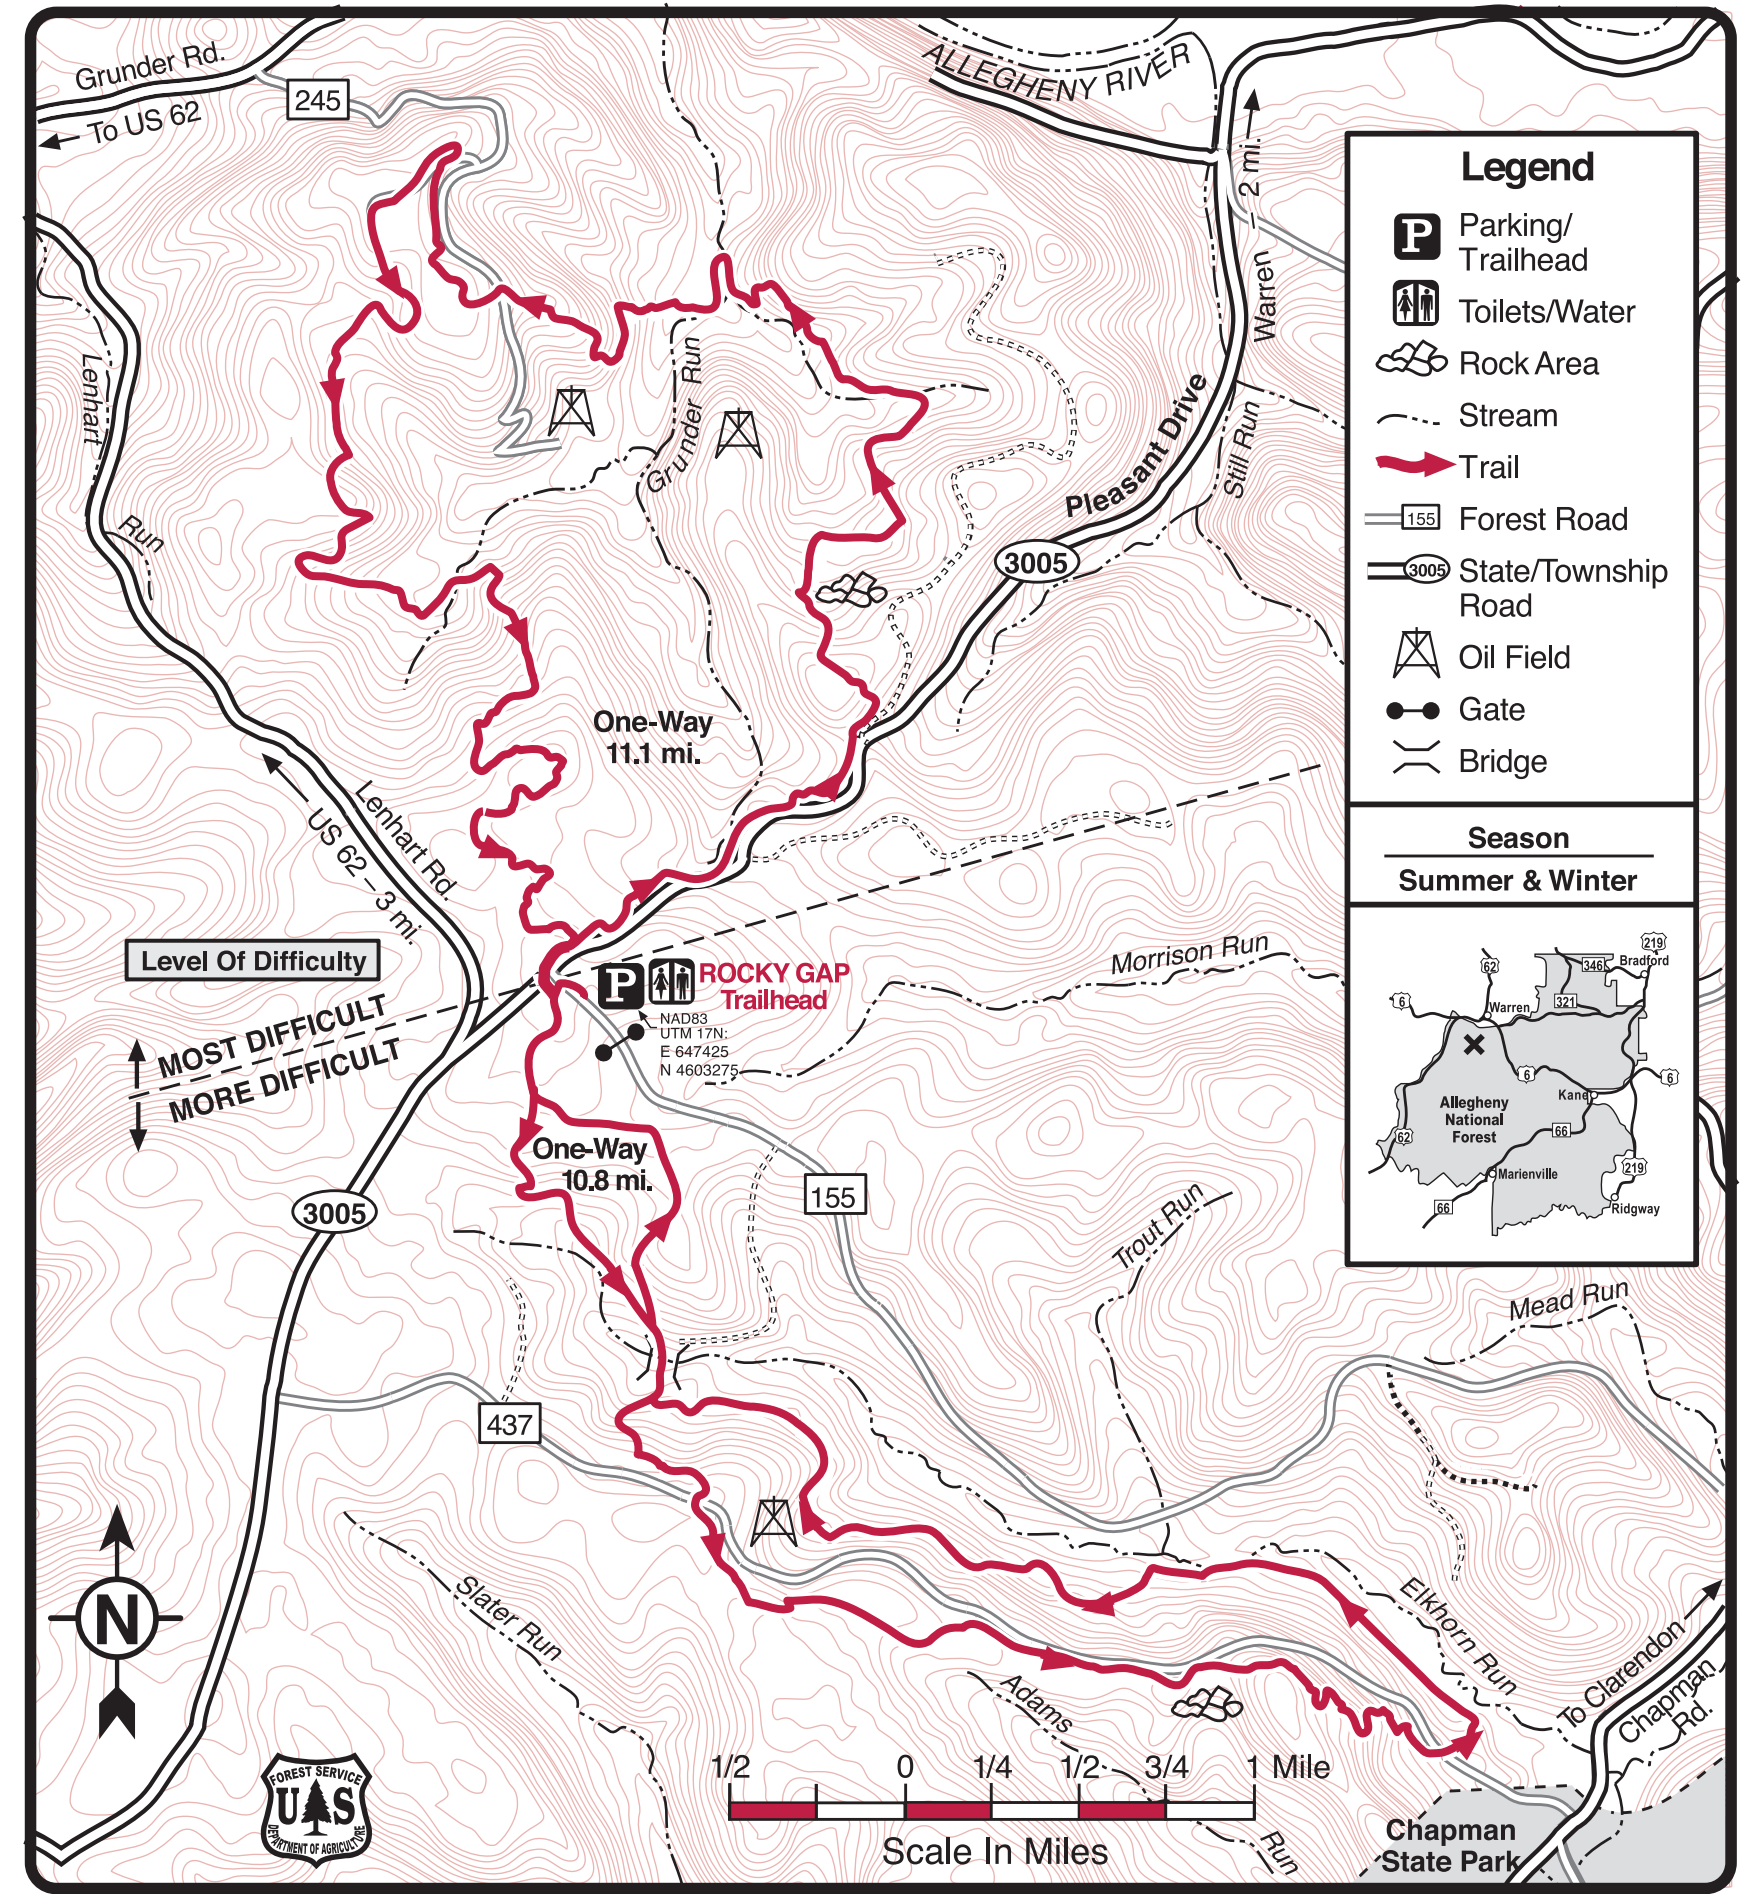 Grunder Rd.
To US 62
245
ALLEGHENY RIVER
Warren – 2 mi.
Legend
P
Parking/
Trailhead
Toilets/Water
Rock Area
Stream
Trail
155
Forest Road
3005
State/Township
Road
Oil Field
Gate
Bridge
Season
Summer & Winter
219
Bradford
62
346
6
Warren
321
6
6
Kane
Allegheny
National
Forest
62
66
Marienville
219
66
Ridgway
Lenhart
Run
Grunder Run
Pleasant Drive
Still Run
3005
One-Way
11.1 mi.
Lenhart Rd.
US 62 – 3 mi.
Level Of Difficulty
MOST DIFFICULT
MORE DIFFICULT
P
ROCKY GAP
Trailhead
NAD83
UTM 17N:
E 647425
N 4603275
Morrison Run
One-Way
10.8 mi.
155
3005
Trout Run
Mead Run
437
Slater Run
Elkhorn Run
To Clarendon
Chapman
Rd.
Adams
Run
N
FOREST SERVICE
U S
DEPARTMENT OF AGRICULTURE
1/2 0 1/4 1/2 3/4 1 Mile
Scale In Miles
Chapman
State Park